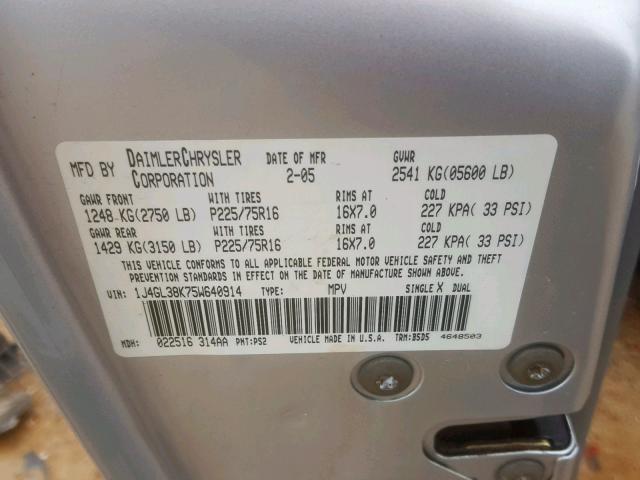 MFD BY DAIMLERCHRYSLER CORPORATION DATE OF MFR 2-05 GVWR 2541 KG(05600 LB)
GAWR FRONT WITH TIRES RIMS AT COLD
1248 KG(2750 LB) P225/75R16 16X7.0 227 KPA( 33 PSI)
GAWR REAR WITH TIRES RIMS AT COLD
1429 KG(3150 LB) P225/75R16 16X7.0 227 KPA( 33 PSI)
THIS VEHICLE CONFORMS TO ALL APPLICABLE FEDERAL MOTOR VEHICLE SAFETY AND THEFT
PREVENTION STANDARDS IN EFFECT ON THE DATE OF MANUFACTURE SHOWN ABOVE.
VIN: 1J4GL38K75W640914 TYPE: MPV SINGLE X DUAL
MDH: 022516 314AA PNT:PS2 VEHICLE MADE IN U.S.A. TRM:B5D5 4648503